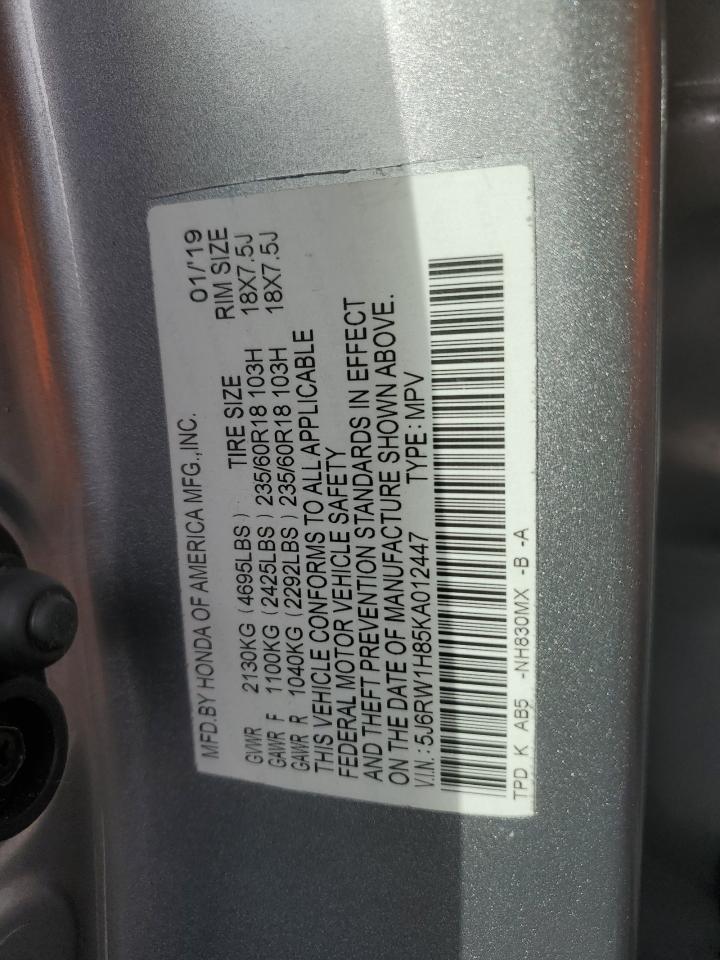 MFD.BY HONDA OF AMERICA MFG.,INC. 01/'19
TIRE SIZE RIM SIZE
GVWR 2130KG (4695LBS)
GAWR F 1100KG (2425LBS) 235/60R18 103H 18X7.5J
GAWR R 1040KG (2292LBS) 235/60R18 103H 18X7.5J
THIS VEHICLE CONFORMS TO ALL APPLICABLE
FEDERAL MOTOR VEHICLE SAFETY
AND THEFT PREVENTION STANDARDS IN EFFECT
ON THE DATE OF MANUFACTURE SHOWN ABOVE.
V.I.N.: 5J6RW1H85KA012447 TYPE: MPV
TPD K AB5 -NH830MX -B -A